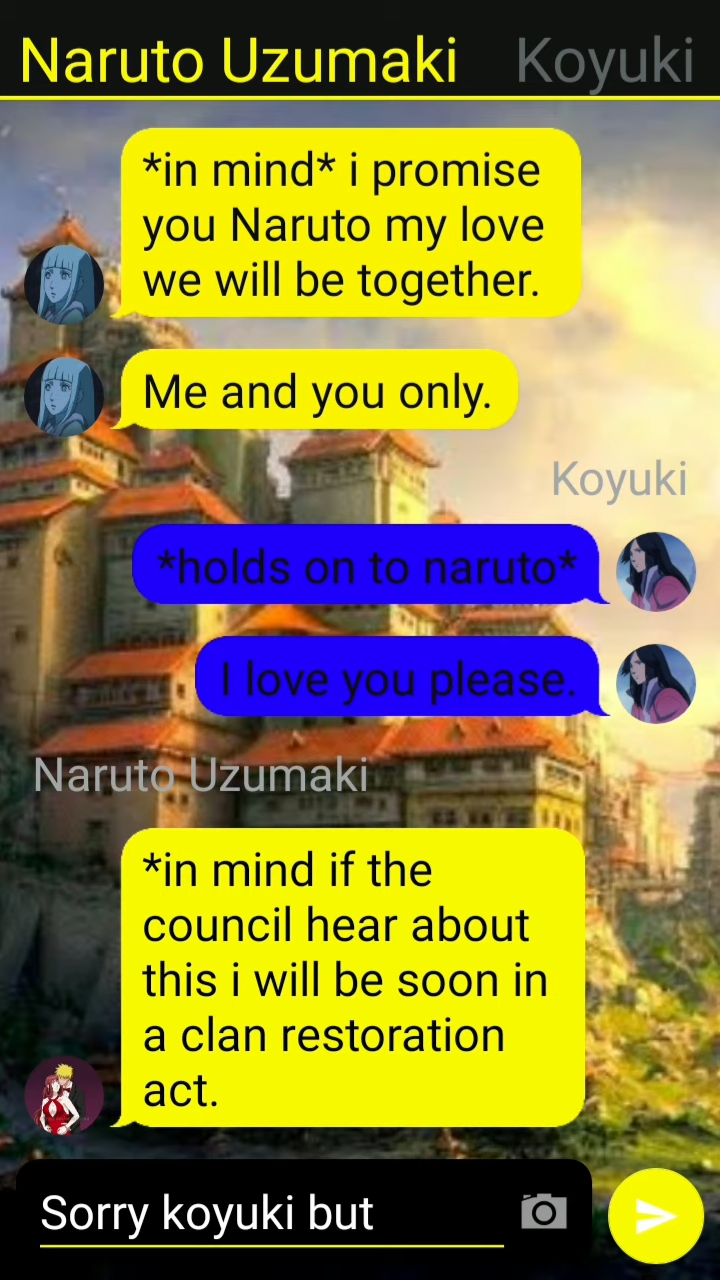 Naruto Uzumaki Koyuki
*in mind* i promise
you Naruto my love
we will be together.
Me and you only.
Koyuki
*holds on to naruto*
I love you please.
Naruto Uzumaki
*in mind if the
council hear about
this i will be soon in
a clan restoration
act.
Sorry koyuki but